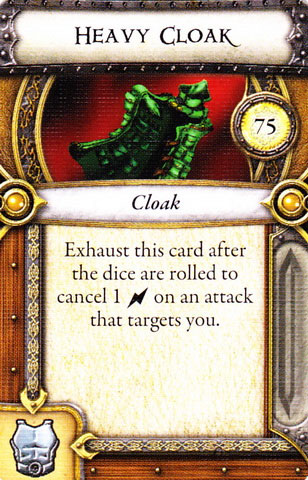 Heavy Cloak
75
Cloak
Exhaust this card after
the dice are rolled to
cancel 1 on an attack
that targets you.